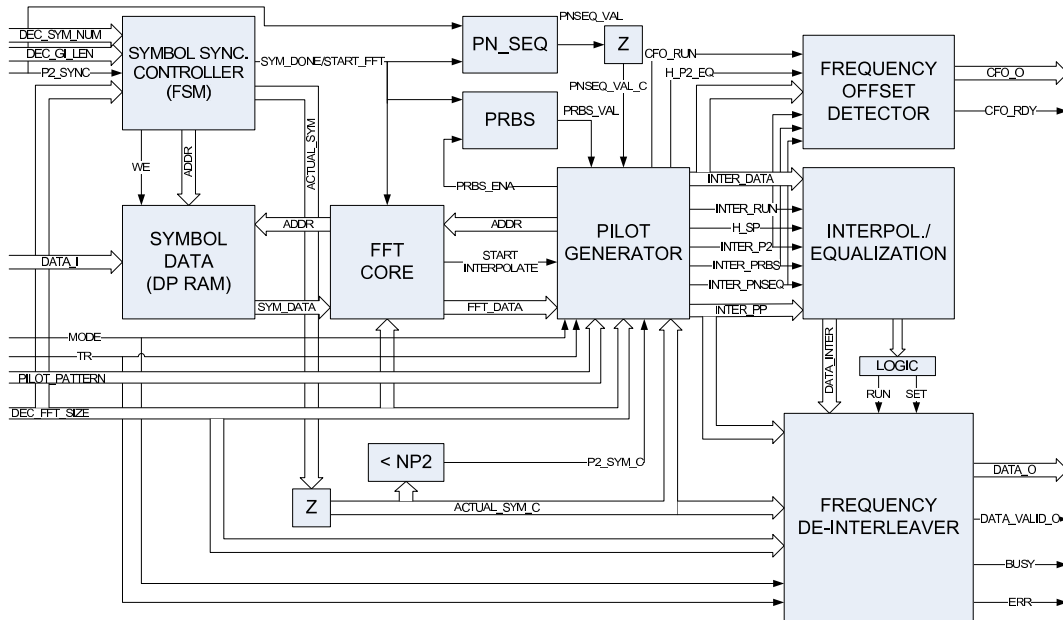 PNSEQ_VAL
DEC_SYM_NUM
DEC_GI_LEN
P2_SYNC
SYMBOL SYNC.
CONTROLLER
(FSM)
SYM_DONE/START_FFT
PN_SEQ
Z
CFO_RUN
H_P2_EQ
FREQUENCY
OFFSET
DETECTOR
CFO_O
CFO_RDY
PNSEQ_VAL_C
PRBS
PRBS_VAL
WE
ADDR
ACTUAL_SYM
PRBS_ENA
INTER_DATA
SYMBOL
DATA
(DP RAM)
DATA_I
ADDR
FFT
CORE
ADDR
START
INTERPOLATE
PILOT
GENERATOR
INTER_RUN
H_SP
INTER_P2
INTER_PRBS
INTER_PNSEQ
INTER_PP
INTERPOL./
EQUALIZATION
SYM_DATA
FFT_DATA
MODE
TR
PILOT_PATTERN
DEC_FFT_SIZE
DATA_INTER
LOGIC
RUN
SET
< NP2
P2_SYM_C
Z
ACTUAL_SYM_C
FREQUENCY
DE-INTERLEAVER
DATA_O
DATA_VALID_O
BUSY
ERR